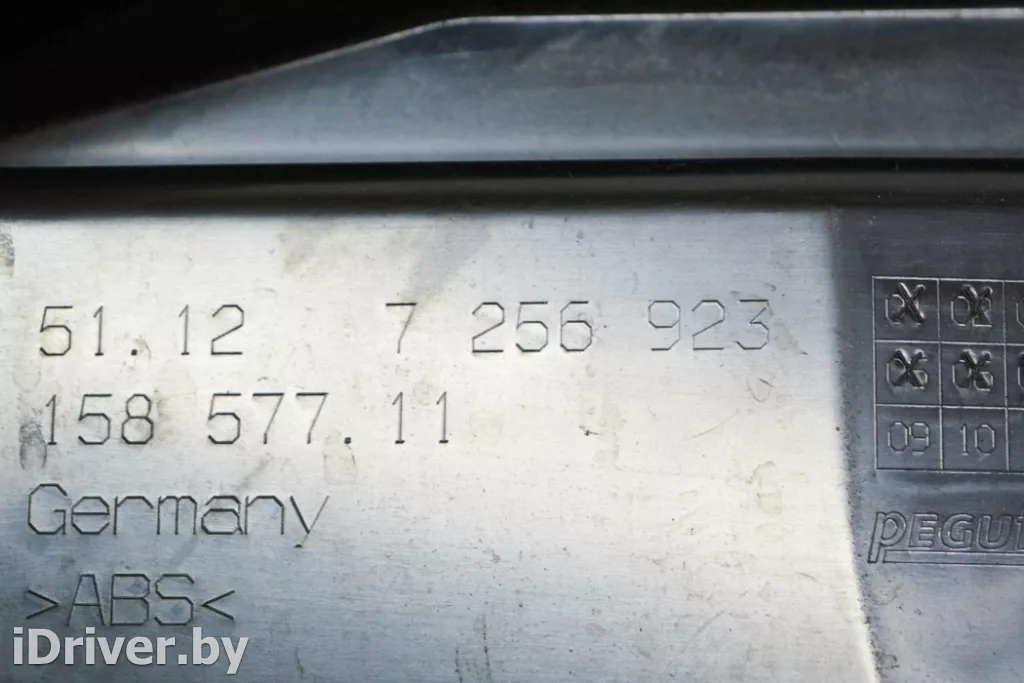 51.12 7 256 923
158 577.11
Germany
>ABS<
09 10
iDriver.by